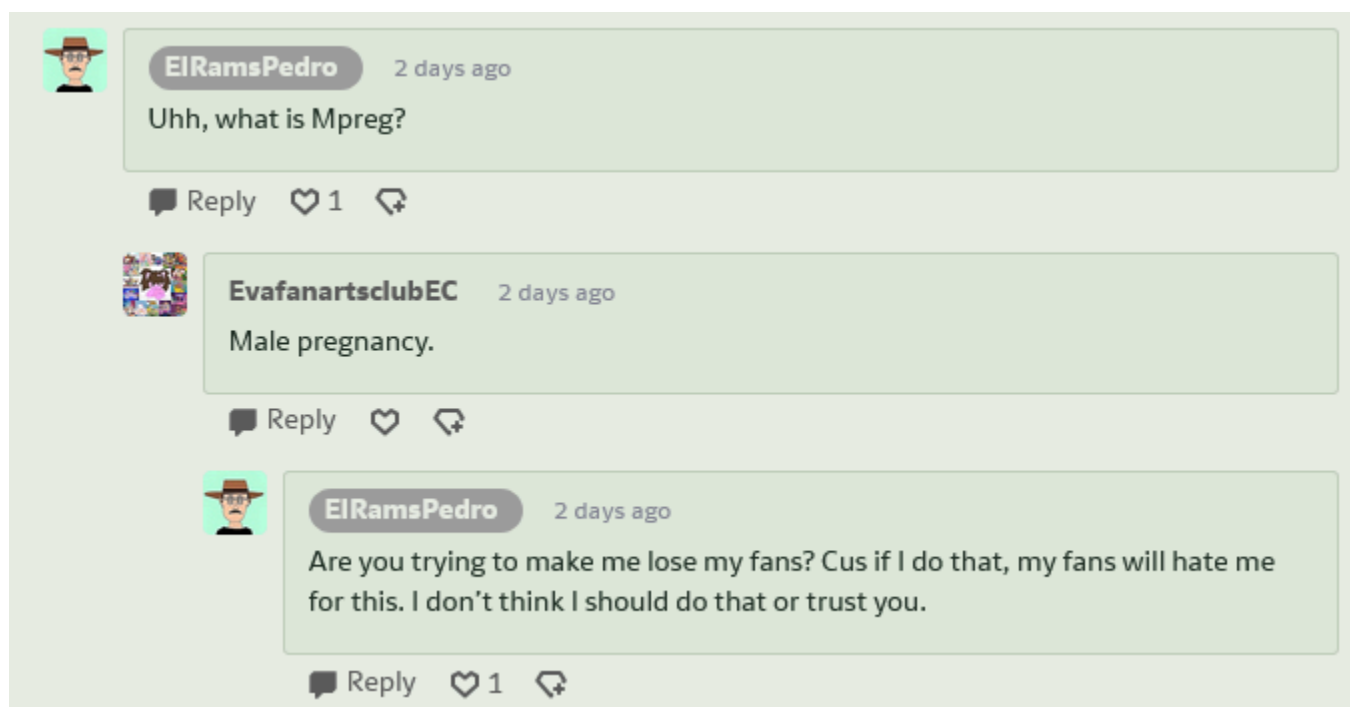 ElRamsPedro 2 days ago
Uhh, what is Mpreg?
Reply 1
EvafanartsclubEC 2 days ago
Male pregnancy.
Reply
ElRamsPedro 2 days ago
Are you trying to make me lose my fans? Cus if I do that, my fans will hate me
for this. I don't think I should do that or trust you.
Reply 1